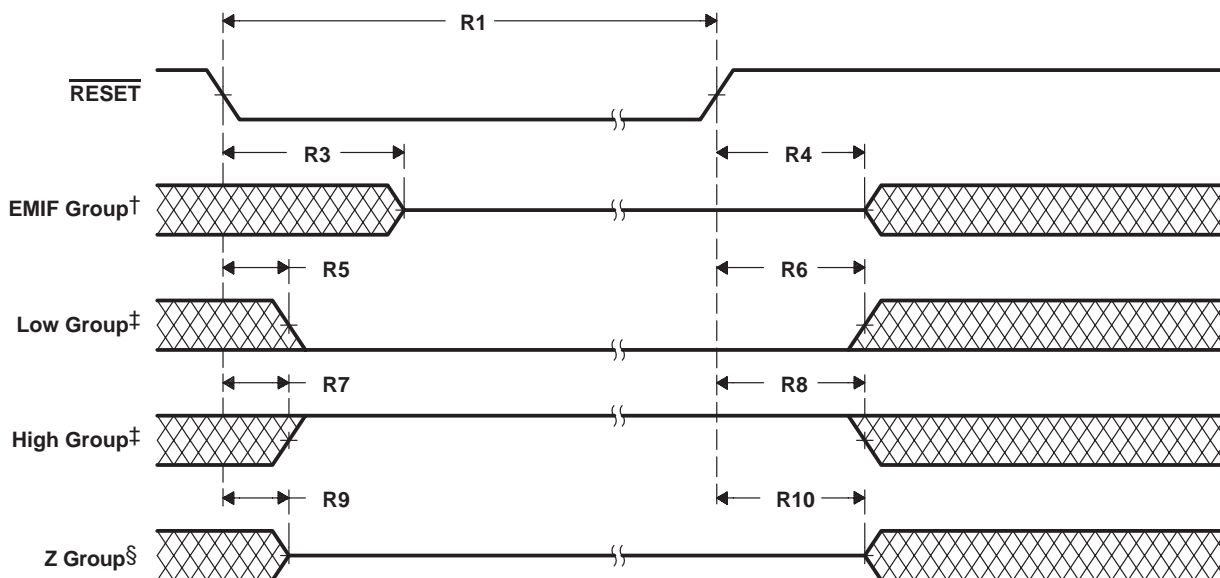 R1
RESET
R3
R4
EMIF Group†
R5
R6
Low Group‡
R7
R8
High Group‡
R9
R10
Z Group§